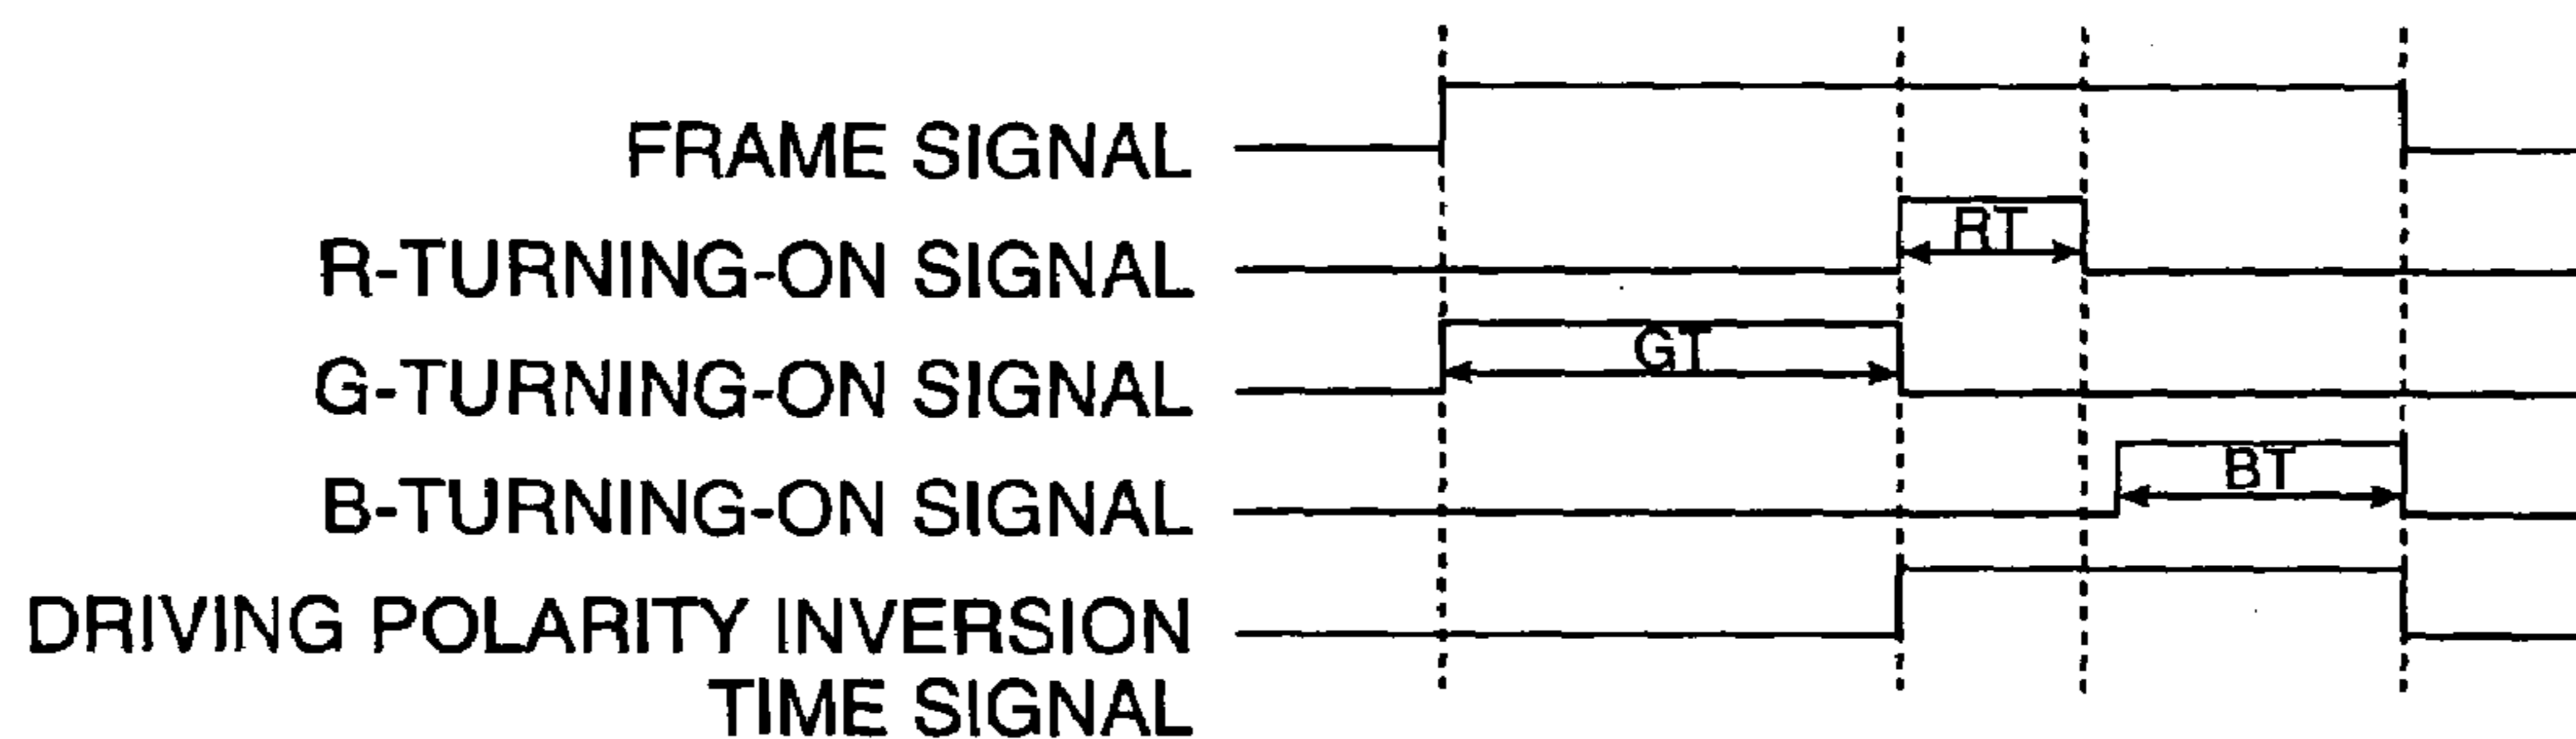 FRAME SIGNAL
R-TURNING-ON SIGNAL
RT
G-TURNING-ON SIGNAL
GT
B-TURNING-ON SIGNAL
BT
DRIVING POLARITY INVERSION
TIME SIGNAL